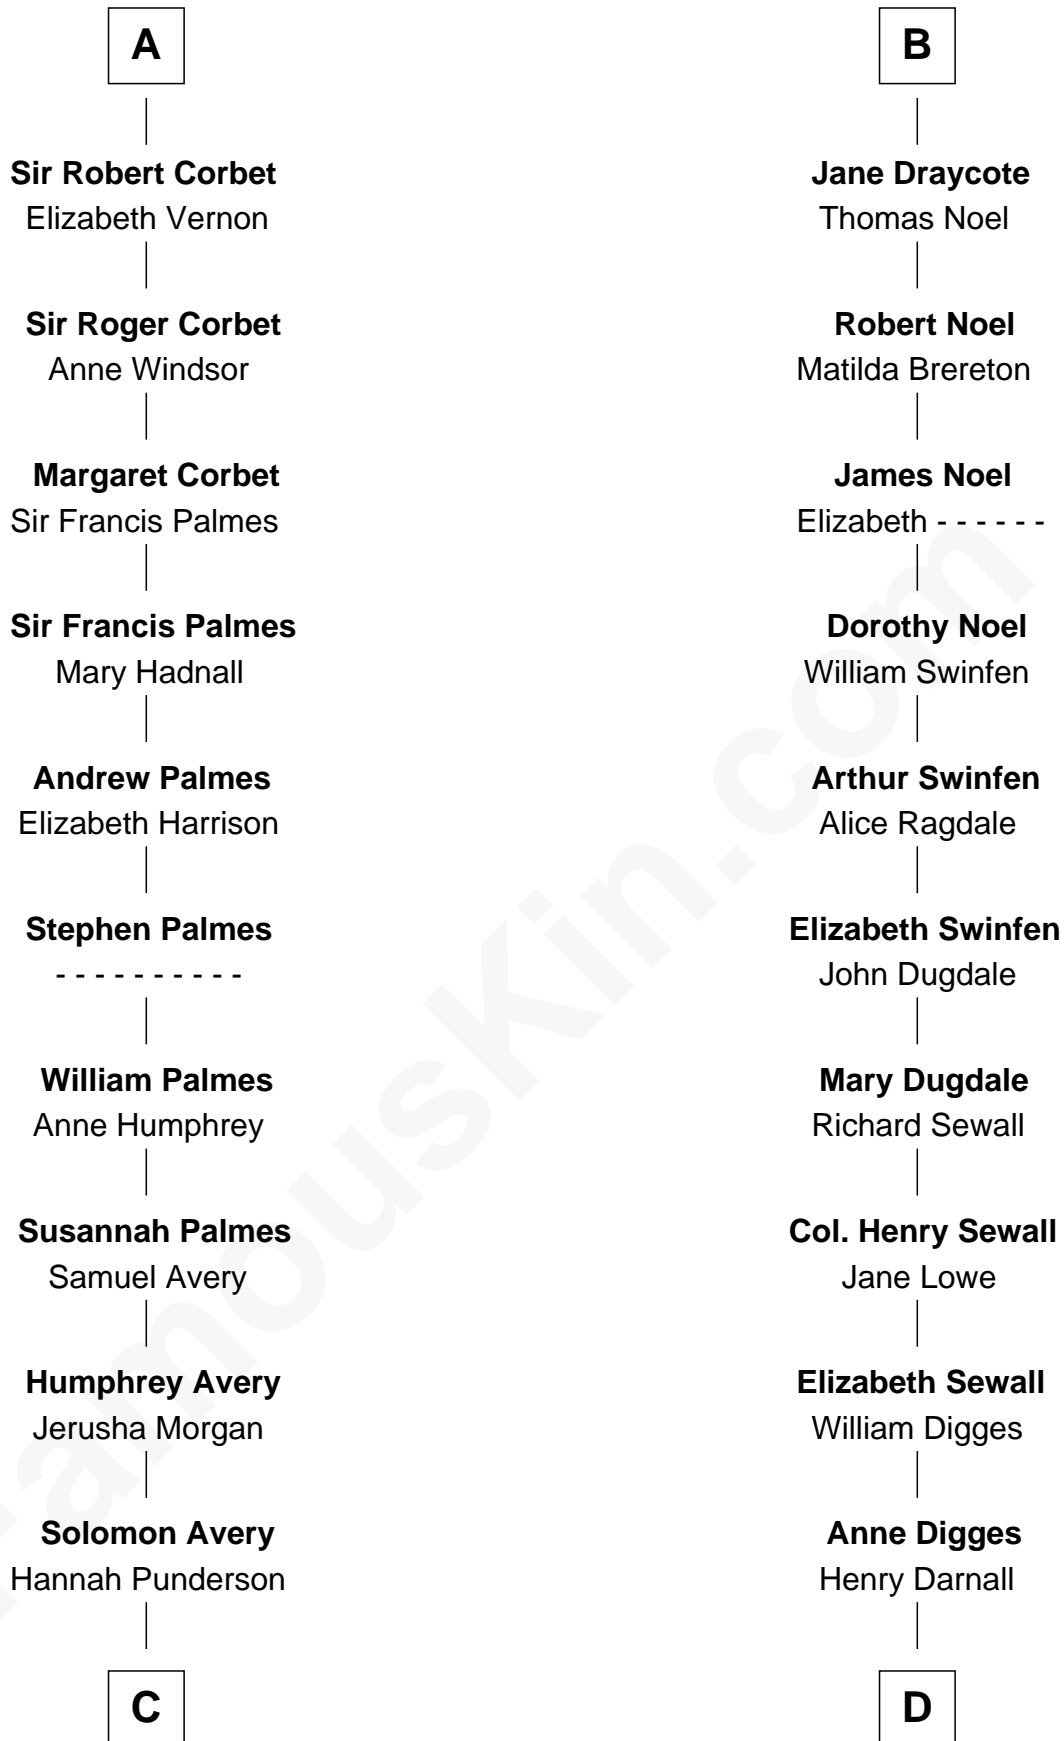 A
Sir Robert Corbet
Elizabeth Vernon
Sir Roger Corbet
Anne Windsor
Margaret Corbet
Sir Francis Palmes
Sir Francis Palmes
Mary Hadnall
Andrew Palmes
Elizabeth Harrison
Stephen Palmes
- - - - - - - - - -
William Palmes
Anne Humphrey
Susannah Palmes
Samuel Avery
Humphrey Avery
Jerusha Morgan
Solomon Avery
Hannah Punderson
C
B
Jane Draycote
Thomas Noel
Robert Noel
Matilda Brereton
James Noel
Elizabeth - - - - - -
Dorothy Noel
William Swinfen
Arthur Swinfen
Alice Ragdale
Elizabeth Swinfen
John Dugdale
Mary Dugdale
Richard Sewall
Col. Henry Sewall
Jane Lowe
Elizabeth Sewall
William Digges
Anne Digges
Henry Darnall
D
FamousKin.com